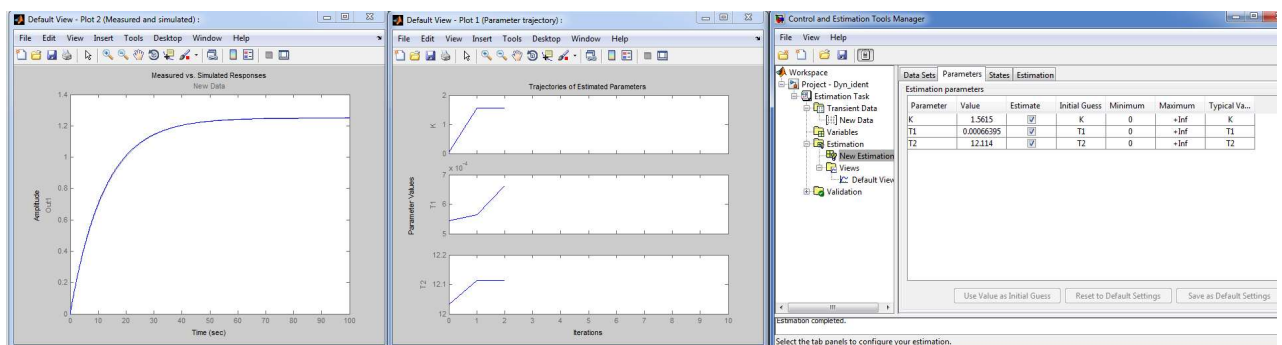 Default View - Plot 2 (Measured and simulated) :
File Edit View Insert Tools Desktop Window Help
Measured vs. Simulated Responses
New Data
1.4
1.2
1
0.8
0.6
0.4
0.2
0
Amplitude
Out1
0 10 20 30 40 50 60 70 80 90 100
Time (sec)
Default View - Plot 1 (Parameter trajectory) :
File Edit View Insert Tools Desktop Window Help
Trajectories of Estimated Parameters
Parameter Values
2
1
0
K
x 10⁻⁴
7
6
5
T1
12.2
12.1
12
T2
0 1 2 3 4 5 6 7 8 9 10
Iterations
Control and Estimation Tools Manager
File View Help
Workspace
Project - Dyn_ident
Estimation Task
Transient Data
New Data
Variables
Estimation
New Estimation
Views
Default View
Validation
Data Sets Parameters States Estimation
Estimation parameters
Parameter Value Estimate Initial Guess Minimum Maximum Typical Va...
K 1.5615 K 0 +Inf K
T1 0.00066395 T1 0 +Inf T1
T2 12.114 T2 0 +Inf T2
Use Value as Initial Guess Reset to Default Settings Save as Default Settings
Estimation completed.
Select the tab panels to configure your estimation.